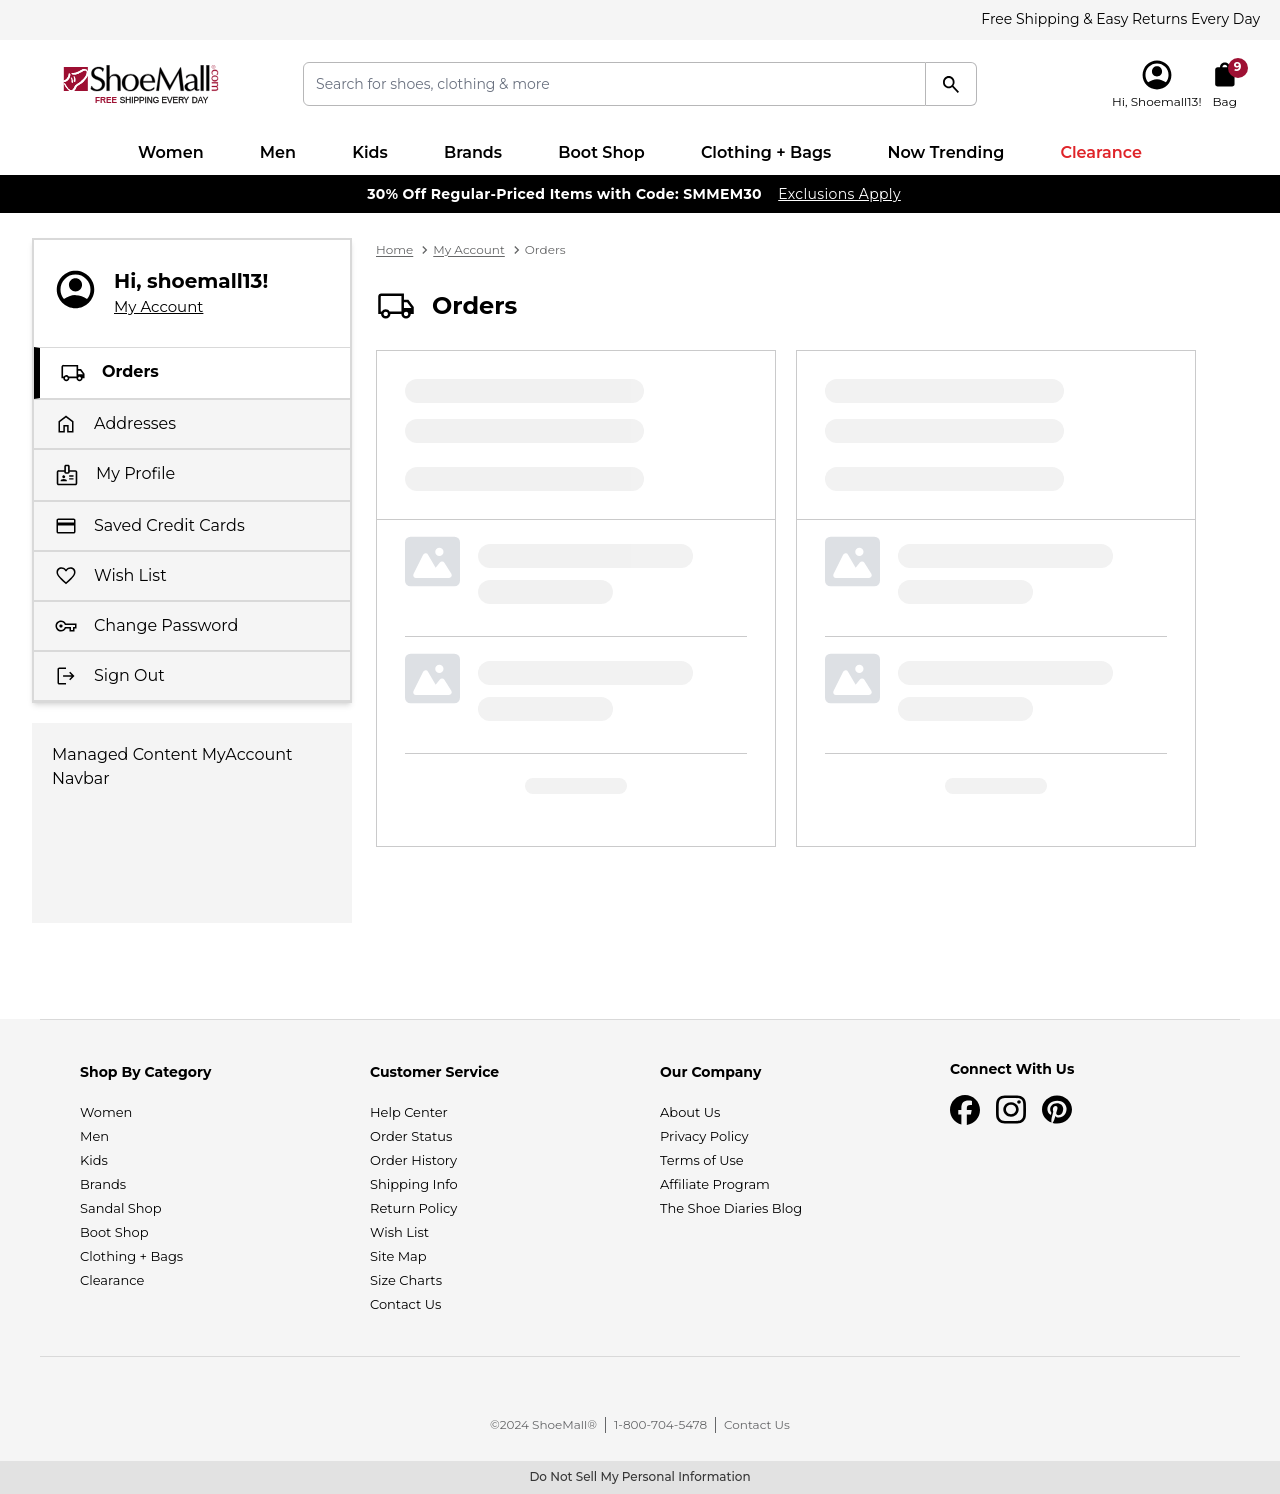 Free Shipping & Easy Returns Every Day
ShoeMall.com
FREE SHIPPING EVERY DAY
Search for shoes, clothing & more
Hi, Shoemall13!
9
Bag
Women Men Kids Brands Boot Shop Clothing + Bags Now Trending Clearance
30% Off Regular-Priced Items with Code: SMMEM30 Exclusions Apply
Hi, shoemall13!
My Account
Orders
Addresses
My Profile
Saved Credit Cards
Wish List
Change Password
Sign Out
Managed Content MyAccount
Navbar
Home > My Account > Orders
Orders
Shop By Category
Women
Men
Kids
Brands
Sandal Shop
Boot Shop
Clothing + Bags
Clearance
Customer Service
Help Center
Order Status
Order History
Shipping Info
Return Policy
Wish List
Site Map
Size Charts
Contact Us
Our Company
About Us
Privacy Policy
Terms of Use
Affiliate Program
The Shoe Diaries Blog
Connect With Us
©2024 ShoeMall® | 1-800-704-5478 | Contact Us
Do Not Sell My Personal Information